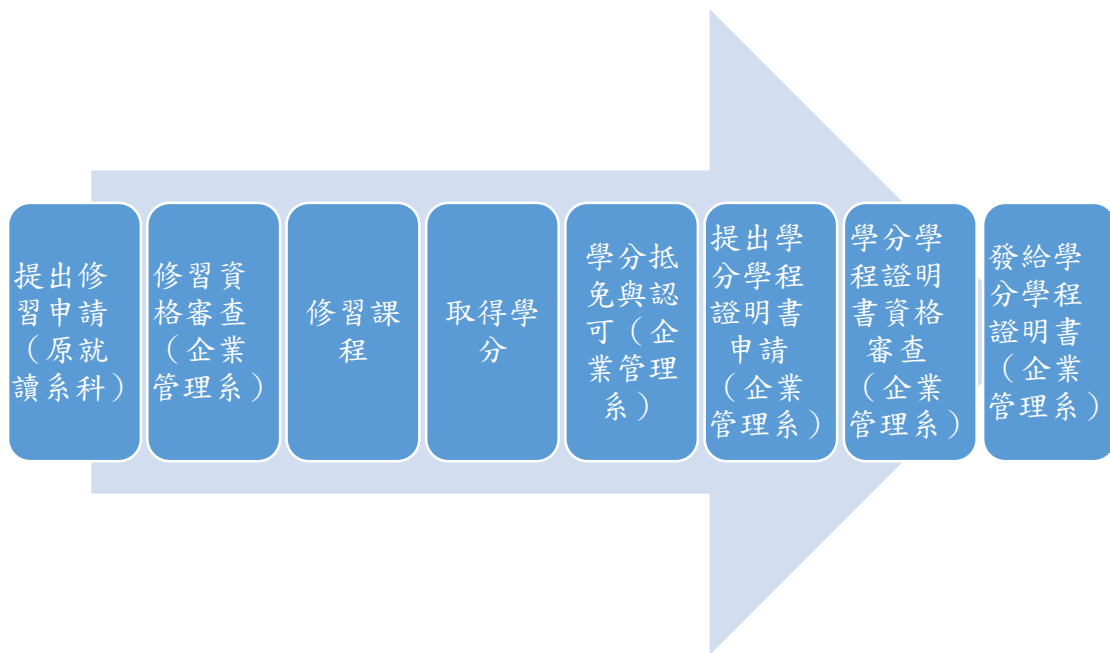 提出修
習申請
（原就
讀系科）
修習資
格審查
（企業
管理系）
修習課
程
取得學
分
學分抵
免與認
可（企
業管理
系）
提出學
分學程
證明書
申請
（企業
管理系）
學分學
程證明
書資格
審查
（企業
管理系）
發給學
分學程
證明書
（企業
管理系）